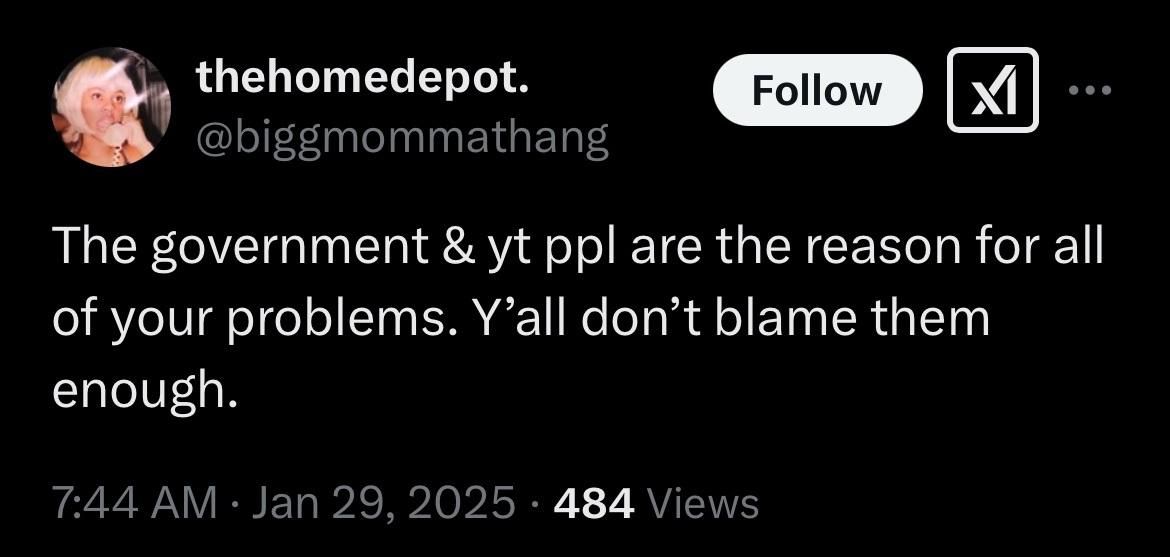 thehomedepot.
@biggmommathang
Follow
The government & yt ppl are the reason for all
of your problems. Y’all don’t blame them
enough.
7:44 AM · Jan 29, 2025 · 484 Views